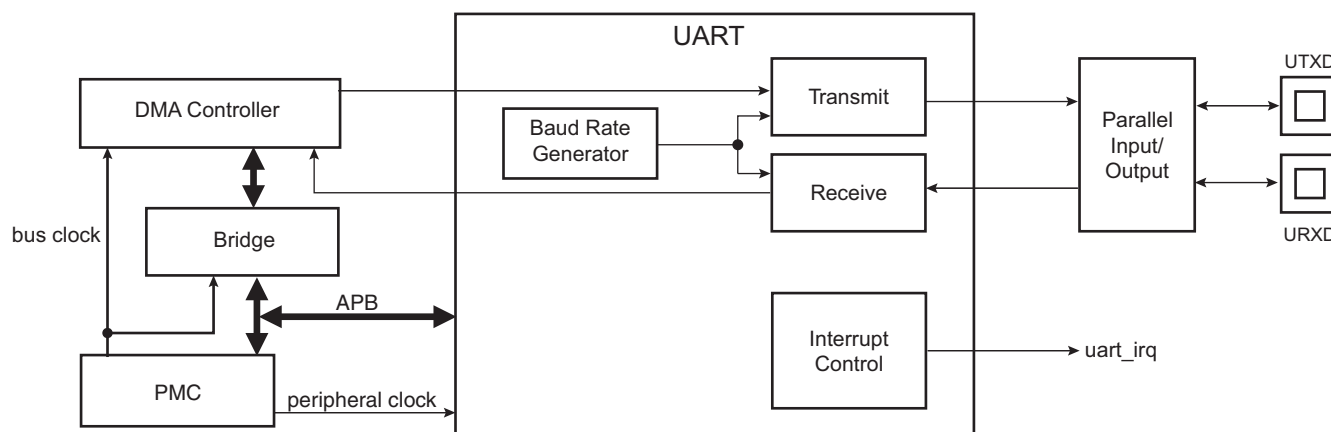 UART
UTXD
DMA Controller
Transmit
Baud Rate
Generator
Parallel
Input/
Output
Receive
bus clock
Bridge
URXD
APB
Interrupt
Control
uart_irq
PMC
peripheral clock